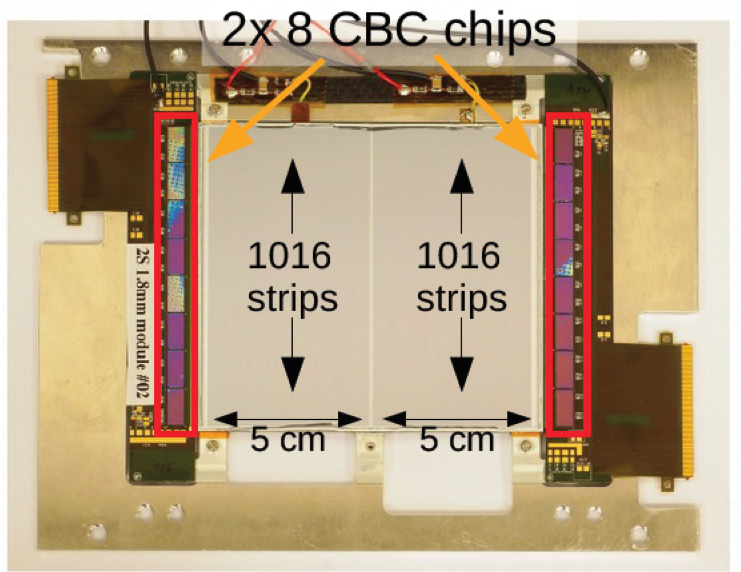 2x 8 CBC chips
1016
strips
1016
strips
5 cm
5 cm
2S 1.8mm module #02